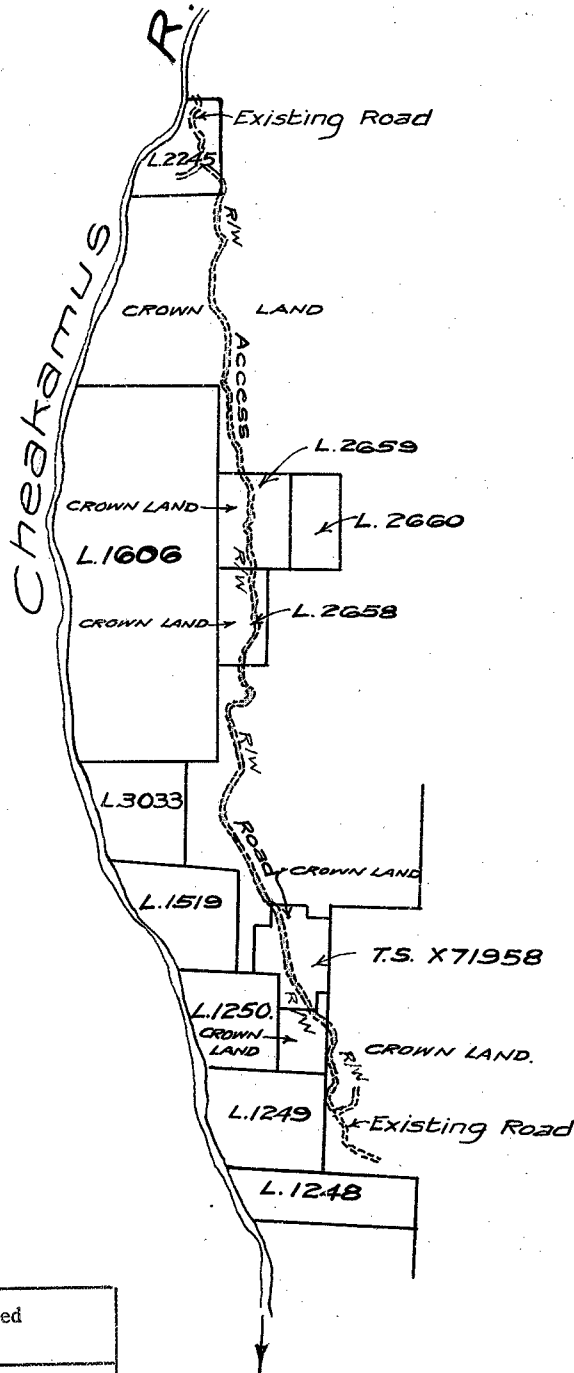 R.
Existing Road
L.2245
R/W
CROWN LAND
Cheakamus
Access
L.2659
CROWN LAND
L.2660
L.1606
R/W
CROWN LAND
L.2658
R/W
L.3033
Road
CROWN LAND
L.1519
T.S. X71958
L.1250.
R/W
CROWN
LAND
CROWN LAND.
R/W
L.1249
Existing Road
L.1248
ed